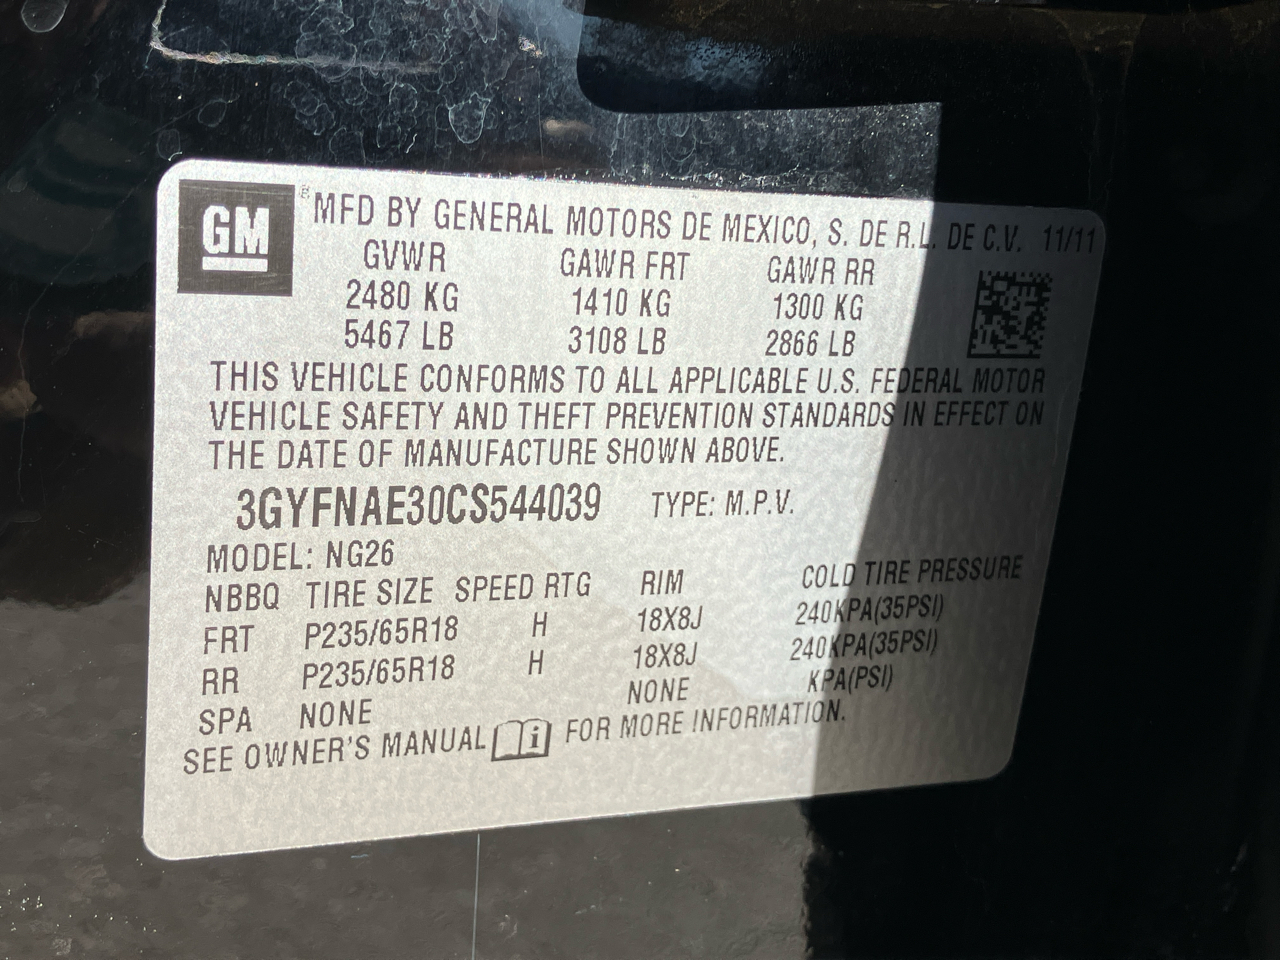 GM ® MFD BY GENERAL MOTORS DE MEXICO, S. DE R.L. DE C.V. 11/11
GVWR GAWR FRT GAWR RR
2480 KG 1410 KG 1300 KG
5467 LB 3108 LB 2866 LB
THIS VEHICLE CONFORMS TO ALL APPLICABLE U.S. FEDERAL MOTOR
VEHICLE SAFETY AND THEFT PREVENTION STANDARDS IN EFFECT ON
THE DATE OF MANUFACTURE SHOWN ABOVE.
3GYFNAE30CS544039 TYPE: M.P.V.
MODEL: NG26
NBBQ TIRE SIZE SPEED RTG RIM COLD TIRE PRESSURE
FRT P235/65R18 H 18X8J 240KPA(35PSI)
RR P235/65R18 H 18X8J 240KPA(35PSI)
SPA NONE NONE KPA(PSI)
SEE OWNER'S MANUAL i FOR MORE INFORMATION.